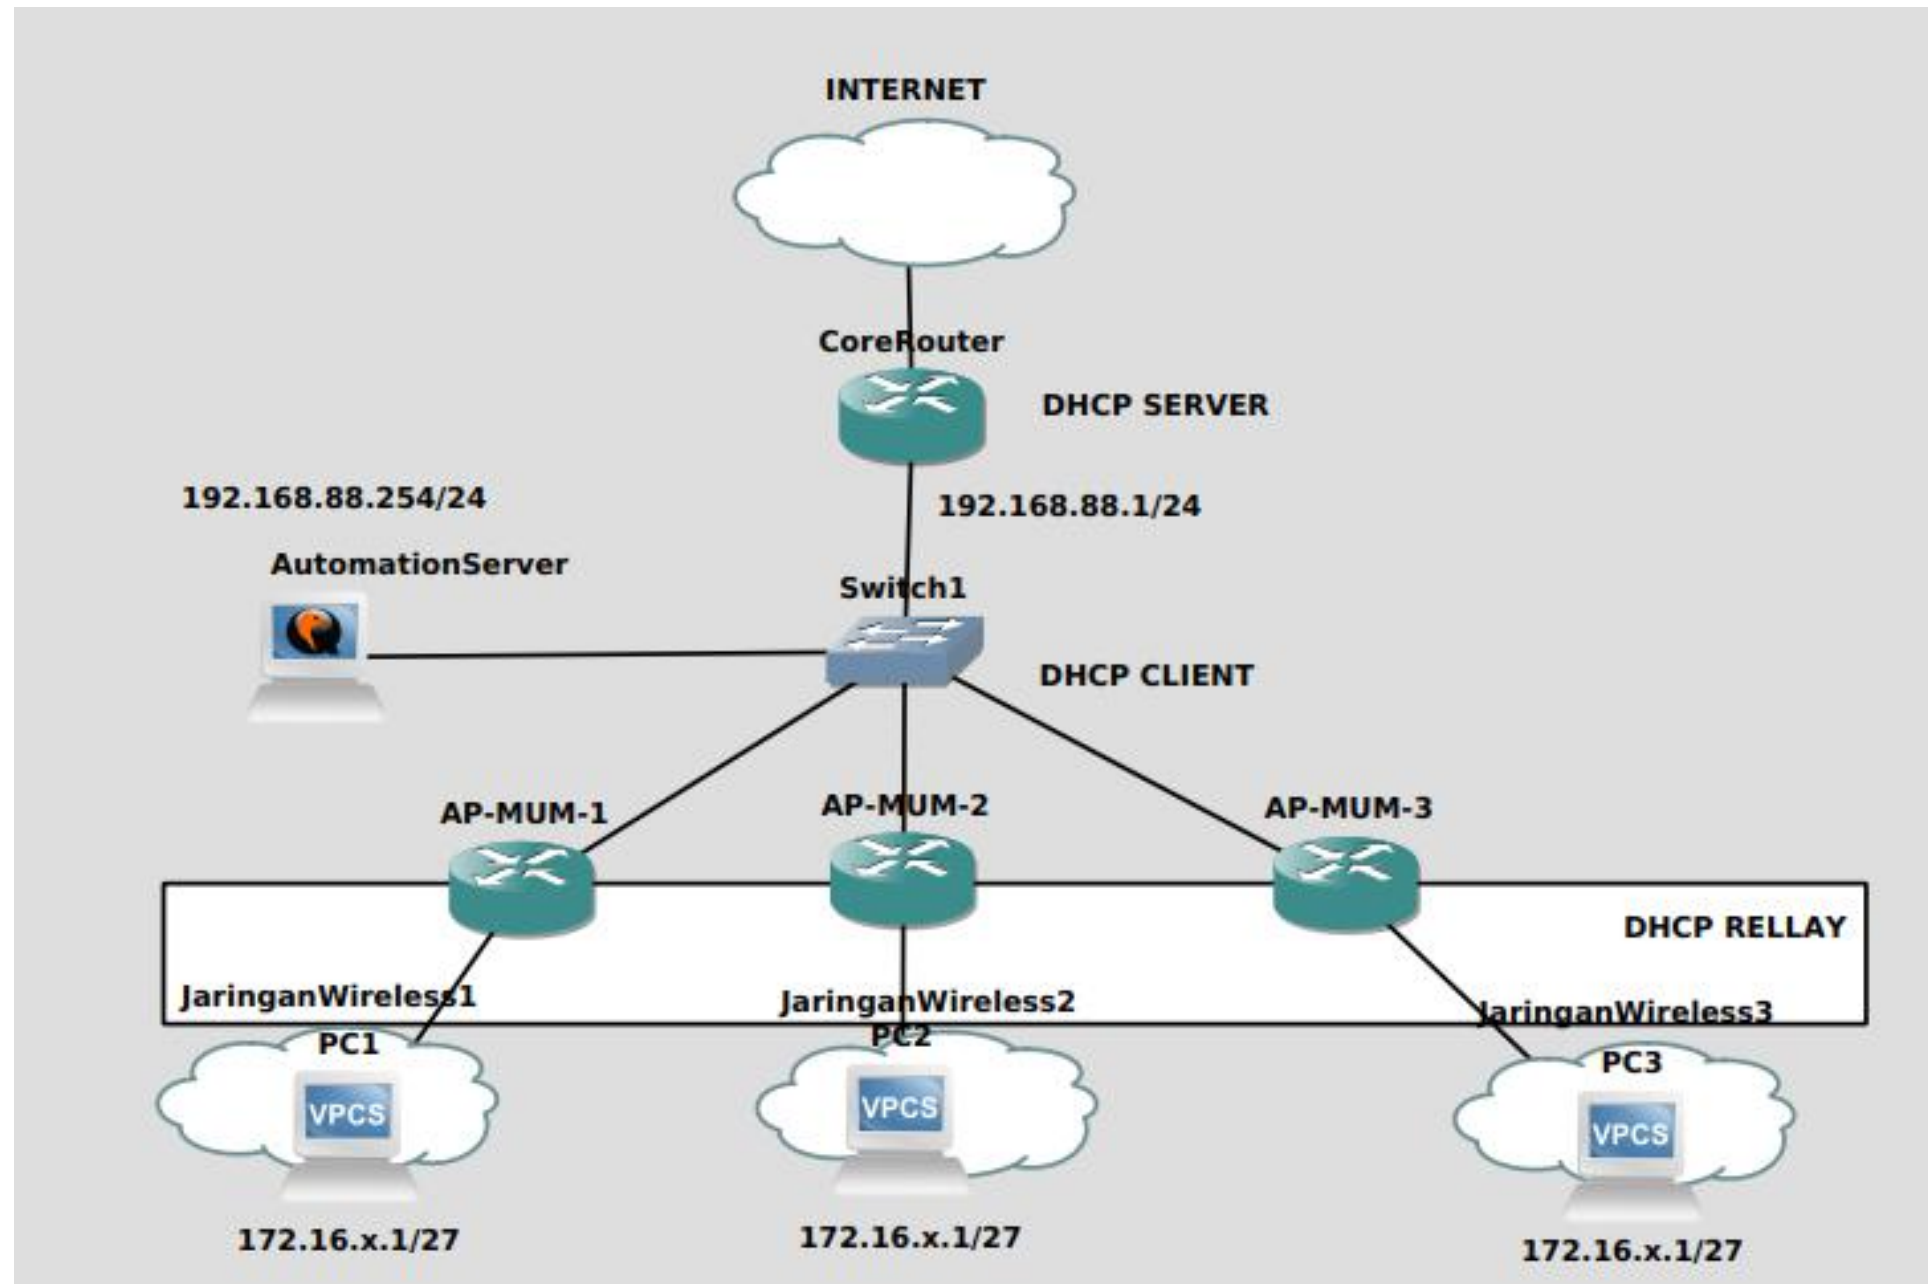 INTERNET
CoreRouter
DHCP SERVER
192.168.88.254/24
192.168.88.1/24
AutomationServer
Switch1
DHCP CLIENT
AP-MUM-1
AP-MUM-2
AP-MUM-3
DHCP RELLAY
JaringanWireless1
JaringanWireless2
JaringanWireless3
PC1
PC2
PC3
VPCS
VPCS
VPCS
172.16.x.1/27
172.16.x.1/27
172.16.x.1/27